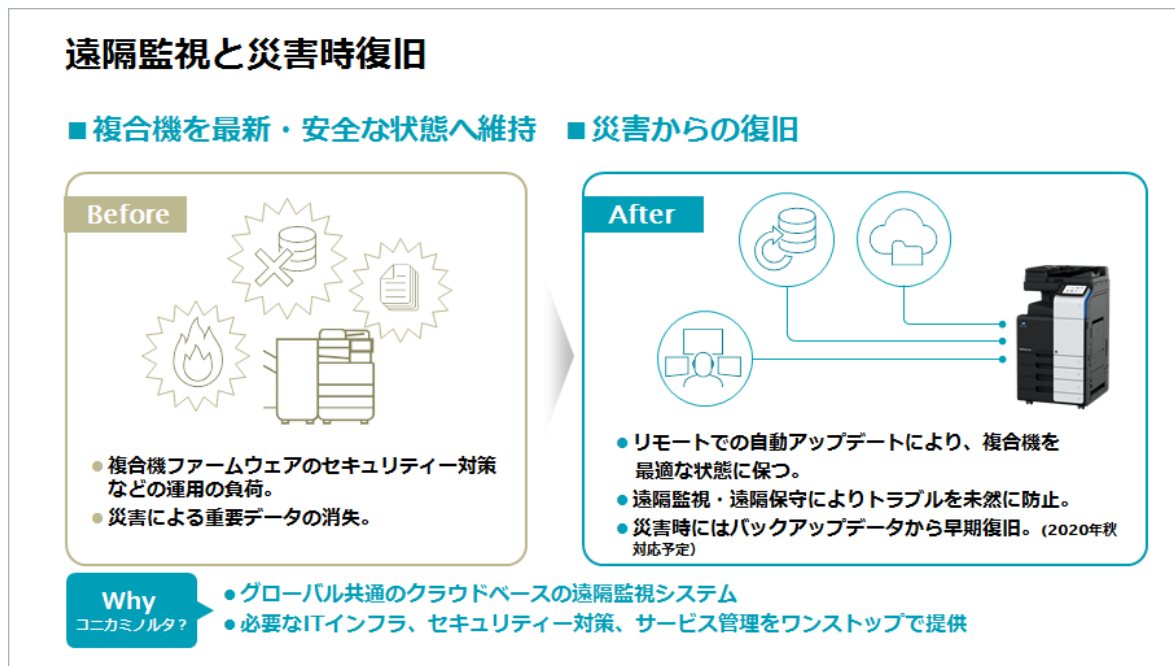 遠隔監視と災害時復旧
■複合機を最新・安全な状態へ維持
■災害からの復旧
Before
●複合機ファームウェアのセキュリティー対策
などの運用の負荷。
●災害による重要データの消失。
After
●リモートでの自動アップデートにより、複合機を
最適な状態に保つ。
●遠隔監視・遠隔保守によりトラブルを未然に防止。
●災害時にはバックアップデータから早期復旧。(2020年秋
対応予定)
Why
コニカミノルタ？
●グローバル共通のクラウドベースの遠隔監視システム
●必要なITインフラ、セキュリティー対策、サービス管理をワンストップで提供